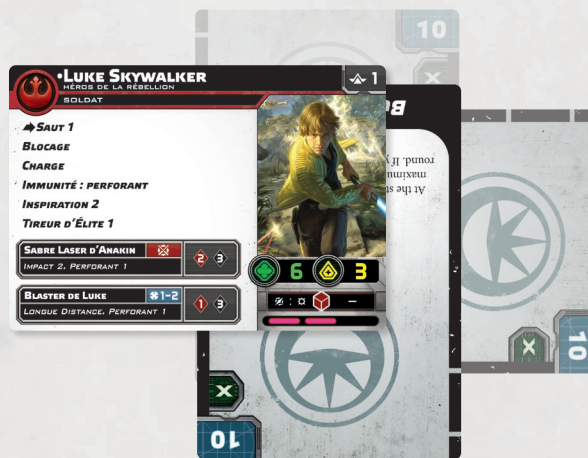 10
X
•Luke Skywalker
Héros de la Rébellion
1
Soldat
Saut 1
Blocage
Charge
Immunité : perforant
Inspiration 2
Tireur d'Élite 1
Sabre Laser d'Anakin
2 3
Impact 2, Perforant 1
Blaster de Luke
1-2
1 3
Longue Distance, Perforant 1
6 3
: –
At the st
maximu
round. If y
X
10
X
10